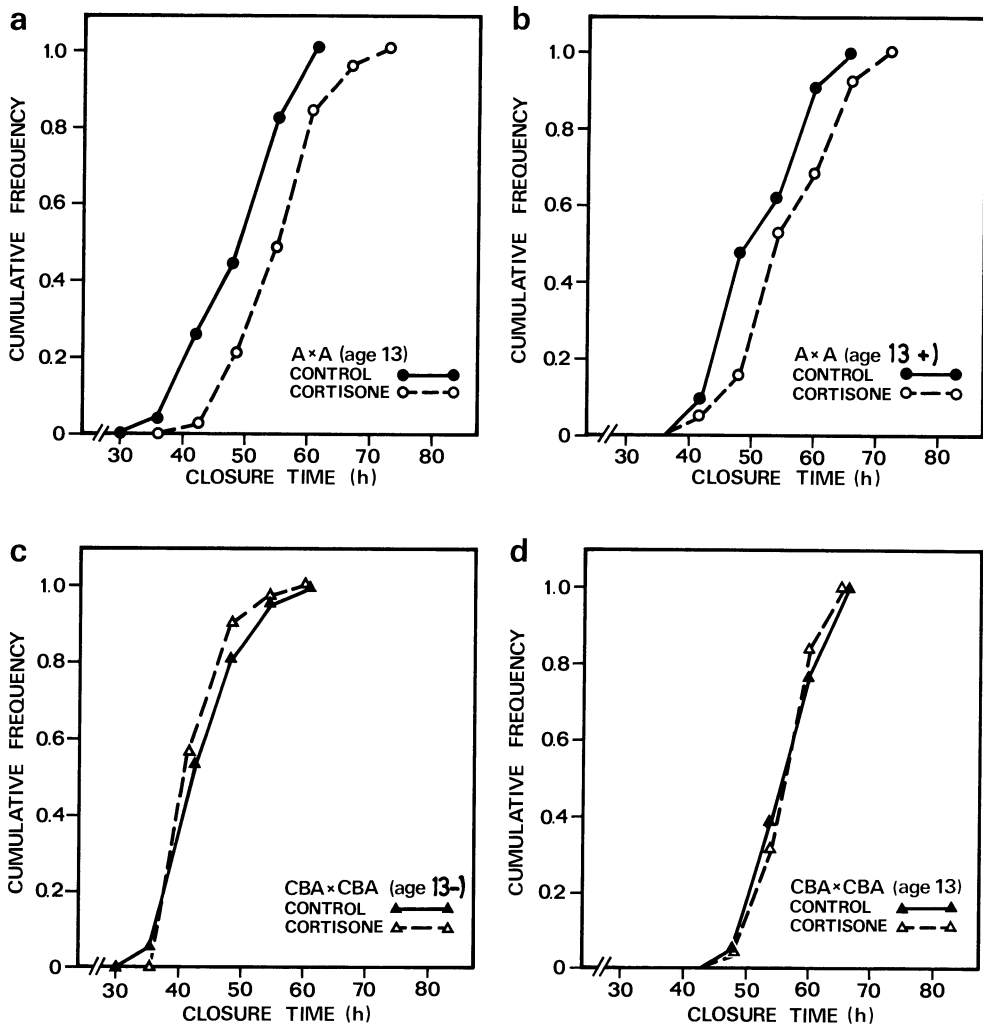 a
CUMULATIVE FREQUENCY
1.0
0.8
0.6
0.4
0.2
0
30 40 50 60 70 80
CLOSURE TIME (h)
A×A (age 13)
CONTROL
CORTISONE
b
CUMULATIVE FREQUENCY
1.0
0.8
0.6
0.4
0.2
0
30 40 50 60 70 80
CLOSURE TIME (h)
A×A (age 13 +)
CONTROL
CORTISONE
c
CUMULATIVE FREQUENCY
1.0
0.8
0.6
0.4
0.2
0
30 40 50 60 70 80
CLOSURE TIME (h)
CBA×CBA (age 13–)
CONTROL
CORTISONE
d
CUMULATIVE FREQUENCY
1.0
0.8
0.6
0.4
0.2
0
30 40 50 60 70 80
CLOSURE TIME (h)
CBA×CBA (age 13)
CONTROL
CORTISONE